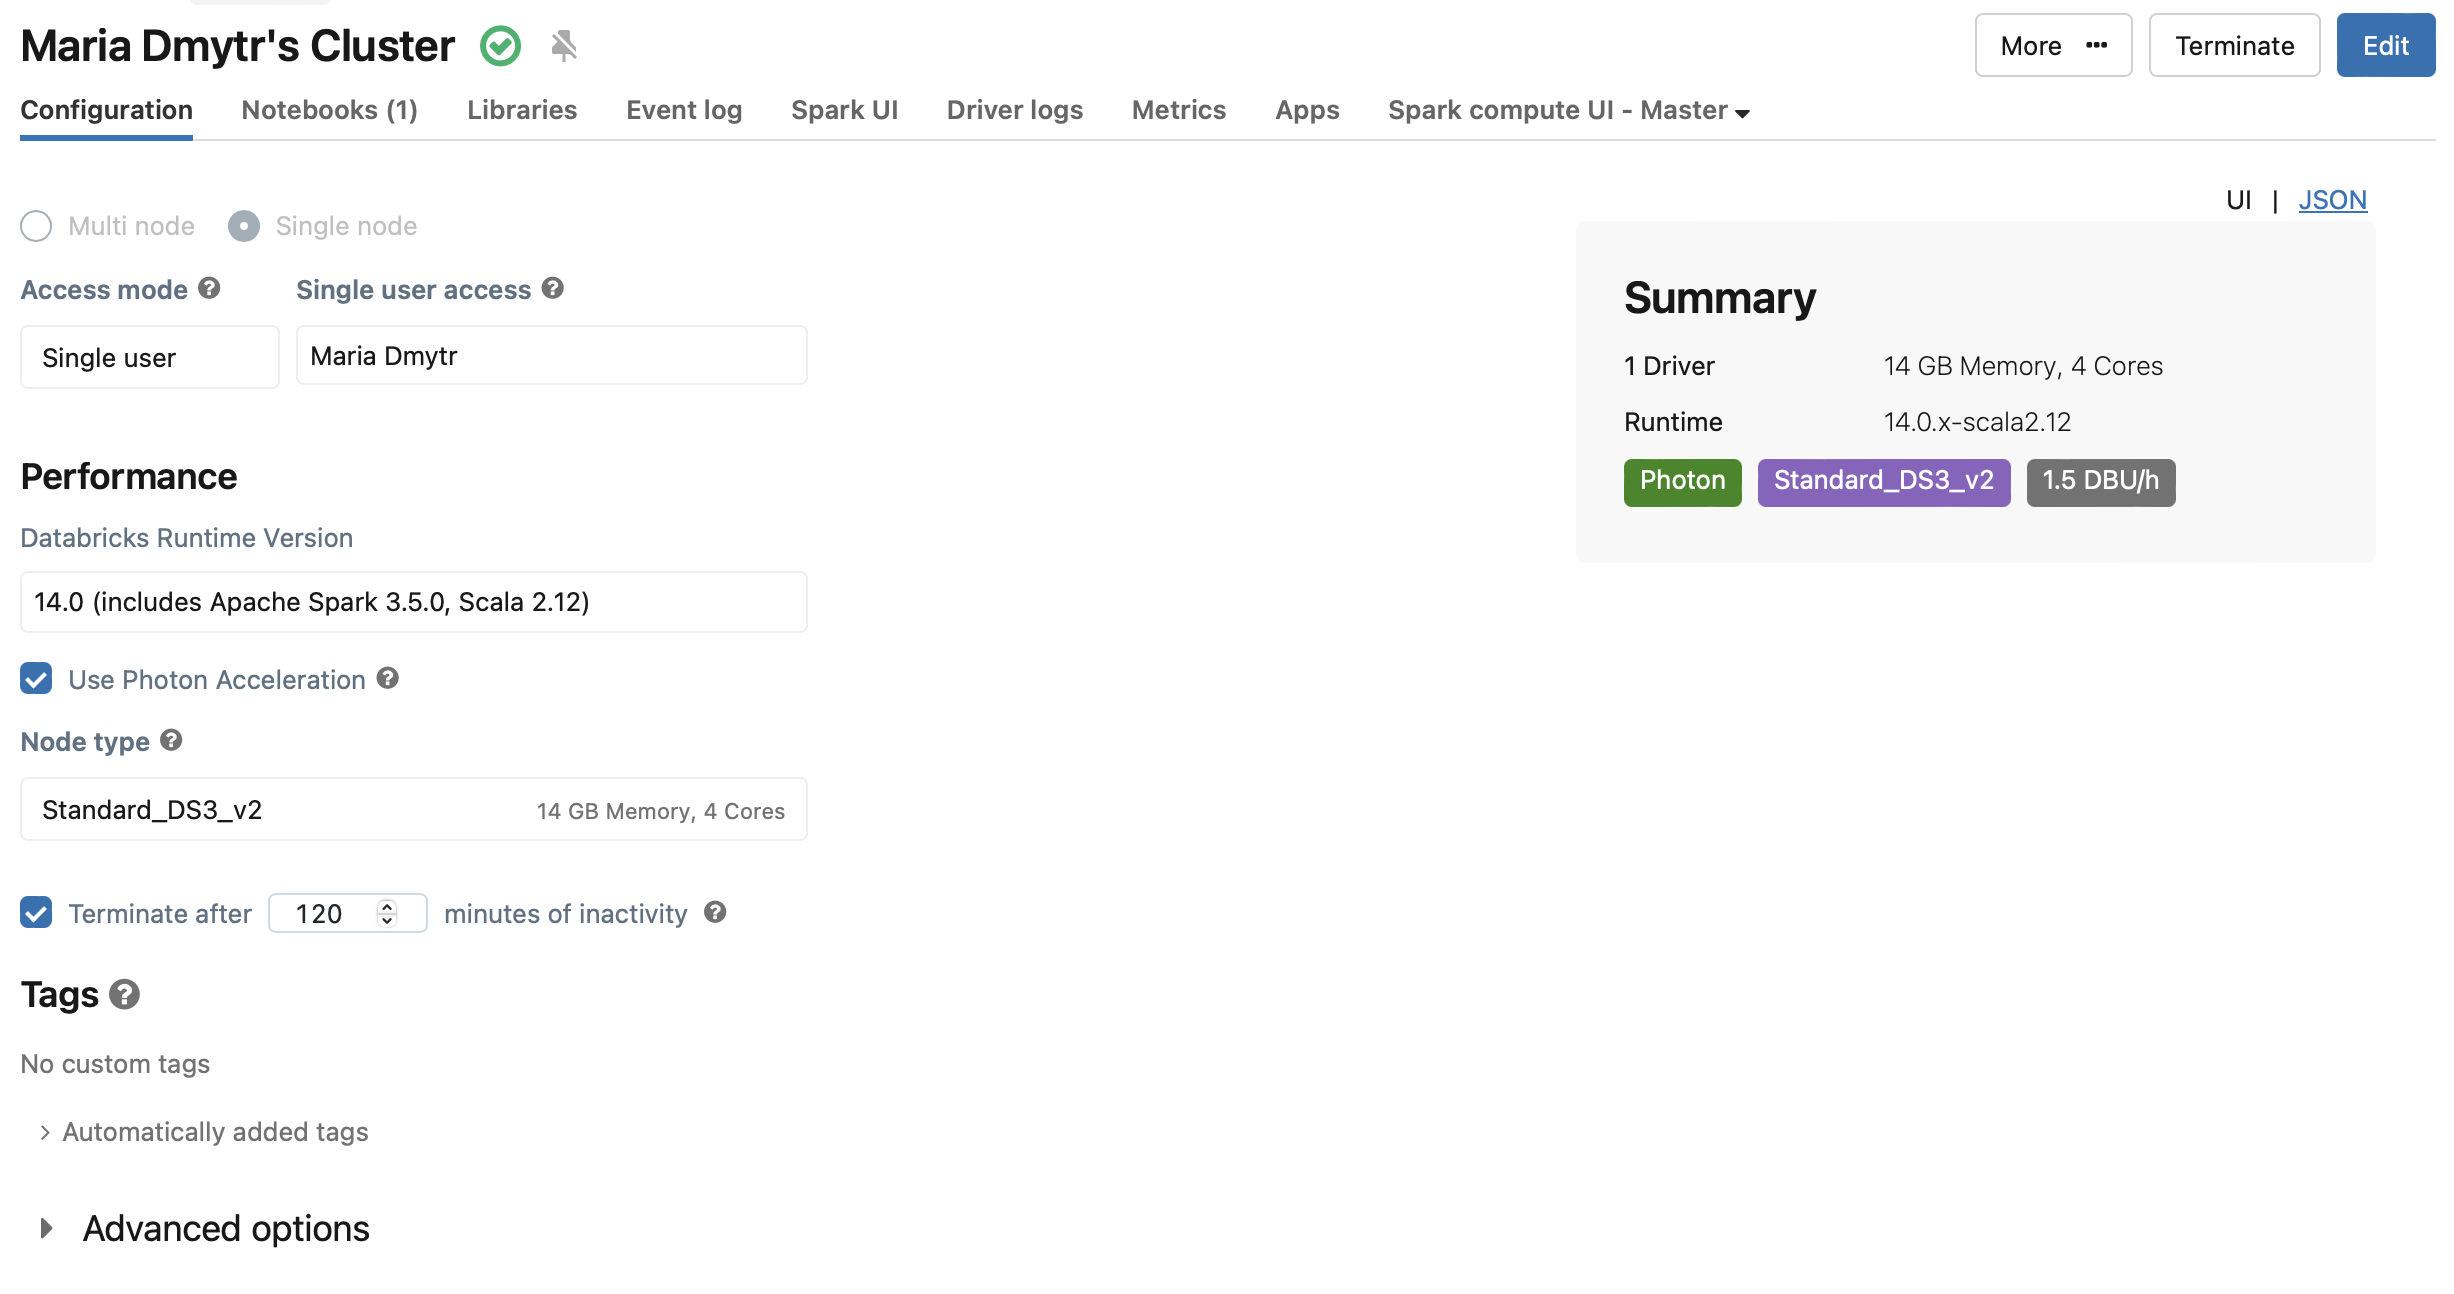 Maria Dmytr's Cluster
More ···
Terminate
Edit
Configuration Notebooks (1) Libraries Event log Spark UI Driver logs Metrics Apps Spark compute UI - Master
UI | JSON
Multi node Single node
Access mode ? Single user access ?
Single user Maria Dmytr
Performance
Databricks Runtime Version
14.0 (includes Apache Spark 3.5.0, Scala 2.12)
Use Photon Acceleration ?
Node type ?
Standard_DS3_v2 14 GB Memory, 4 Cores
Terminate after 120 minutes of inactivity ?
Tags ?
No custom tags
Automatically added tags
Advanced options
Summary
1 Driver 14 GB Memory, 4 Cores
Runtime 14.0.x-scala2.12
Photon Standard_DS3_v2 1.5 DBU/h